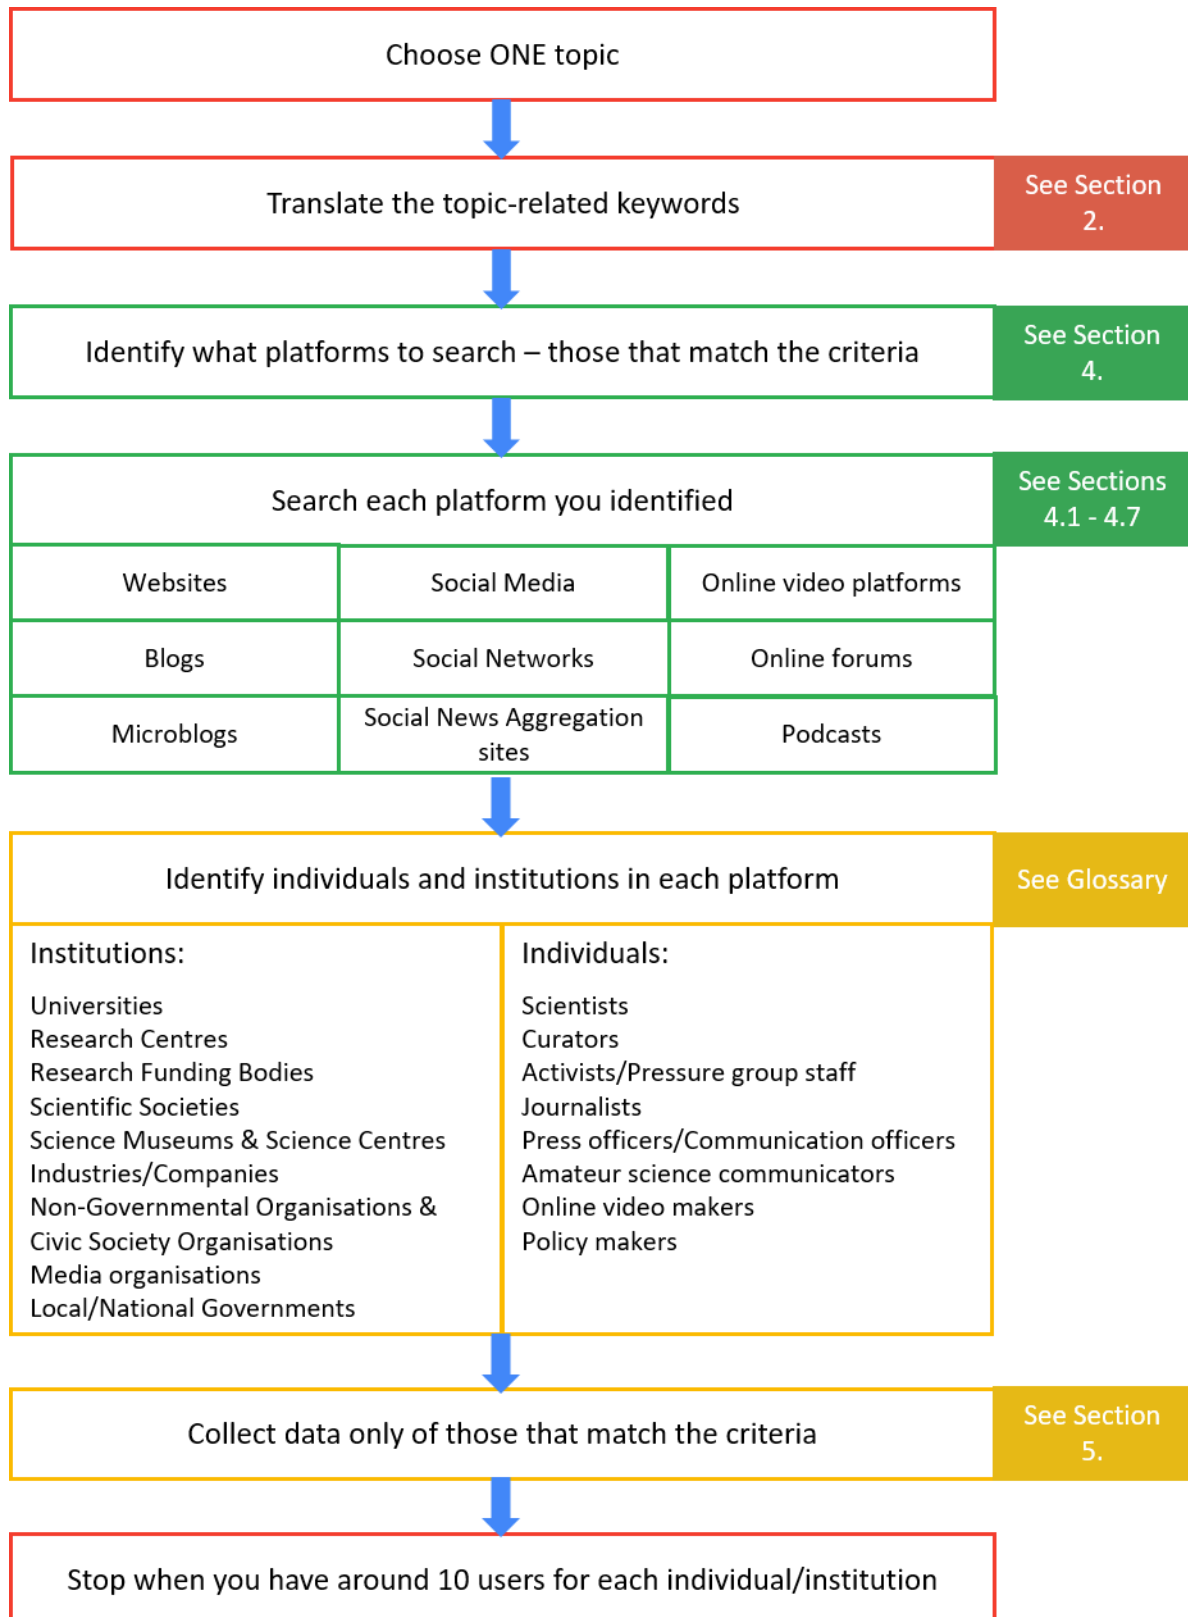 Choose ONE topic
Translate the topic-related keywords
See Section
2.
Identify what platforms to search – those that match the criteria
See Section
4.
Search each platform you identified
See Sections
4.1 - 4.7
Websites
Social Media
Online video platforms
Blogs
Social Networks
Online forums
Microblogs
Social News Aggregation
sites
Podcasts
Identify individuals and institutions in each platform
See Glossary
Institutions:
Universities
Research Centres
Research Funding Bodies
Scientific Societies
Science Museums & Science Centres
Industries/Companies
Non-Governmental Organisations &
Civic Society Organisations
Media organisations
Local/National Governments
Individuals:
Scientists
Curators
Activists/Pressure group staff
Journalists
Press officers/Communication officers
Amateur science communicators
Online video makers
Policy makers
Collect data only of those that match the criteria
See Section
5.
Stop when you have around 10 users for each individual/institution